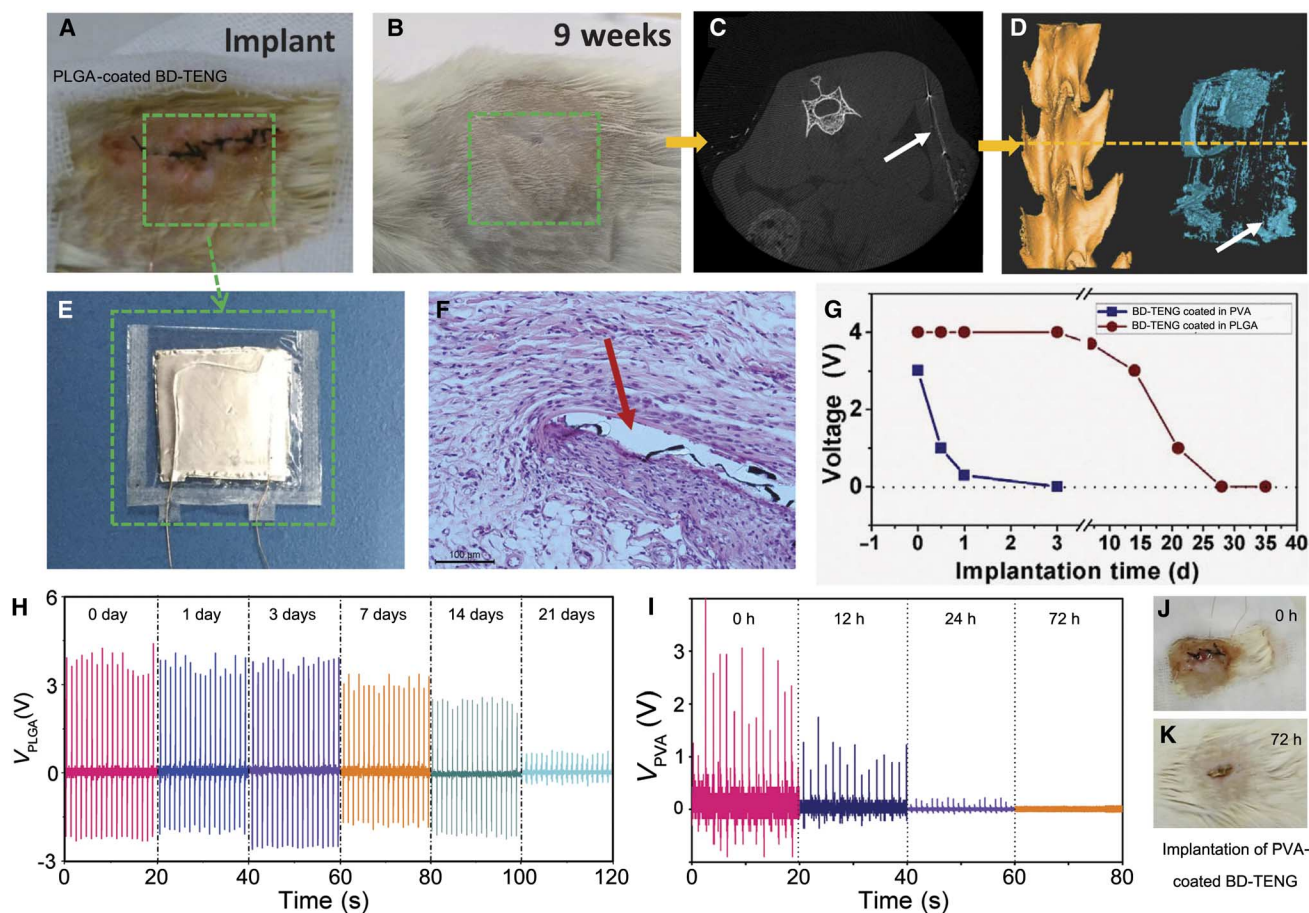 A
Implant
PLGA-coated BD-TENG
B
9 weeks
C
D
E
F
100 µm
G
BD-TENG coated in PVA
BD-TENG coated in PLGA
Voltage (V)
4
2
0
-1 0 1 2 3 10 15 20 25 30 35 40
Implantation time (d)
H
V PLGA (V)
6
3
0
-3
0 day 1 day 3 days 7 days 14 days 21 days
0 20 40 60 80 100 120
Time (s)
I
V PVA (V)
3
2
1
0
0 h 12 h 24 h 72 h
0 20 40 60 80
Time (s)
J
0 h
K
72 h
Implantation of PVA-
coated BD-TENG